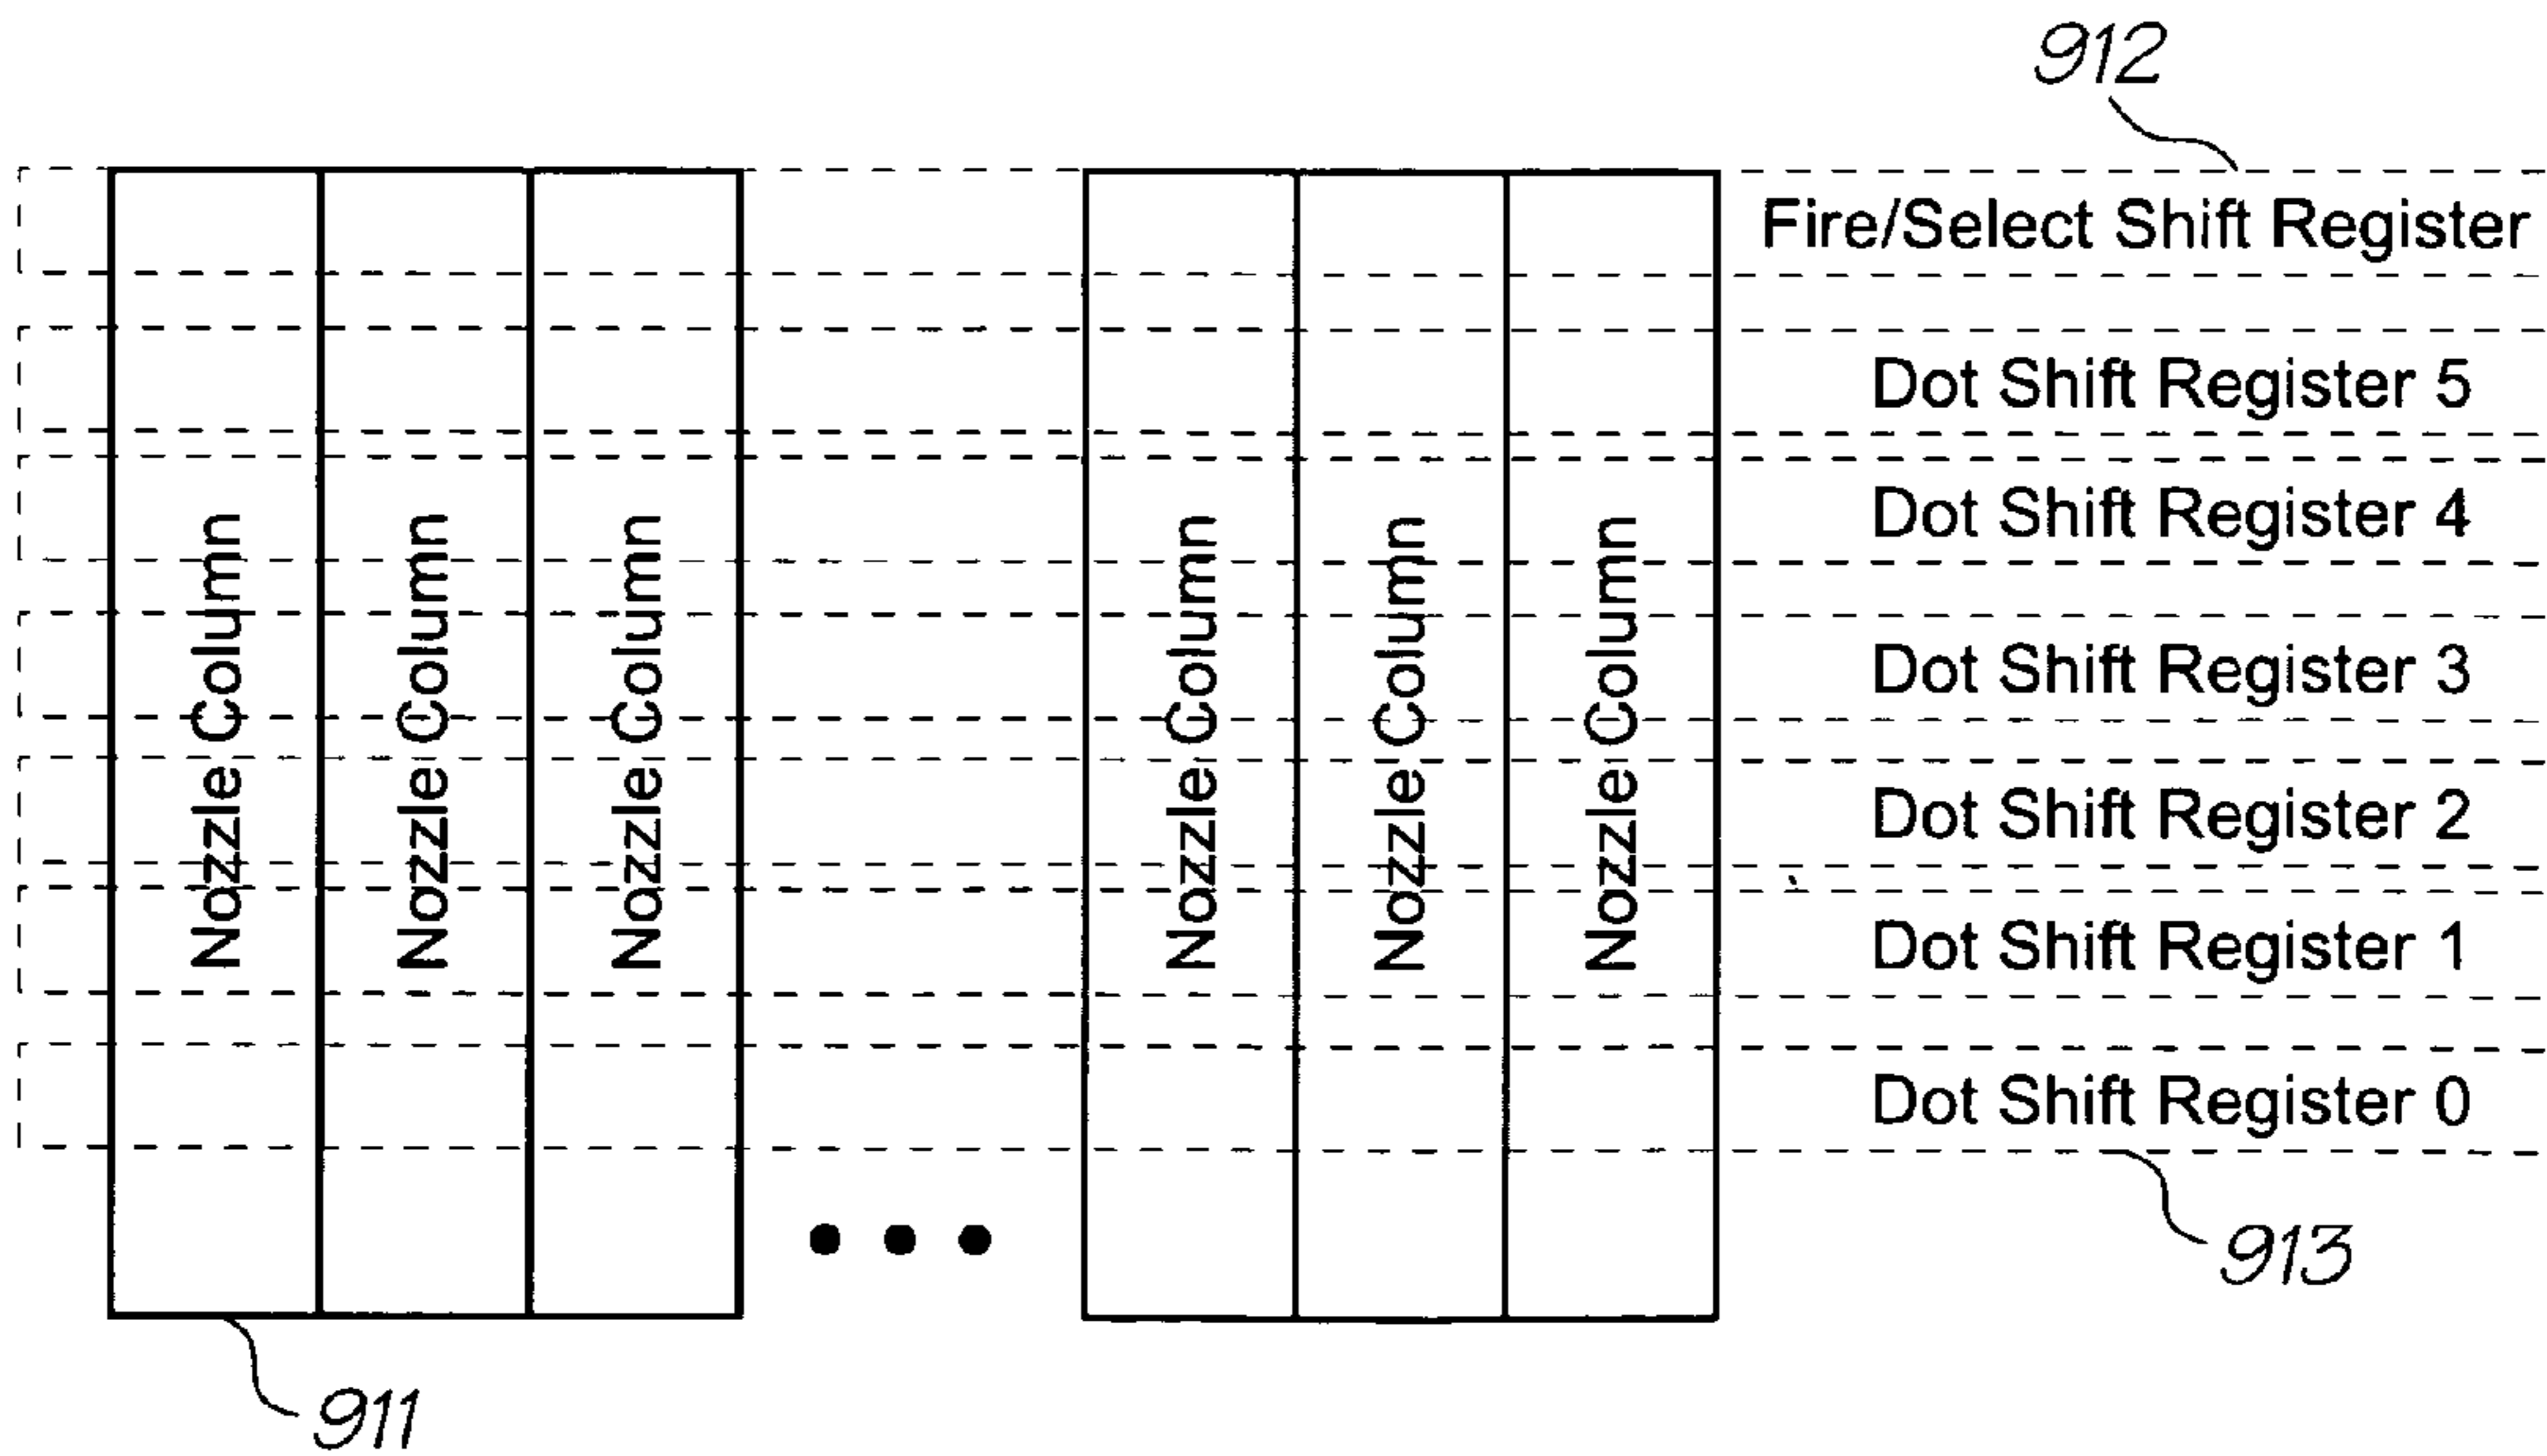 912
Fire/Select Shift Register
Dot Shift Register 5
Dot Shift Register 4
Dot Shift Register 3
Dot Shift Register 2
Dot Shift Register 1
Dot Shift Register 0
Nozzle Column
Nozzle Column
Nozzle Column
Nozzle Column
Nozzle Column
Nozzle Column
913
911